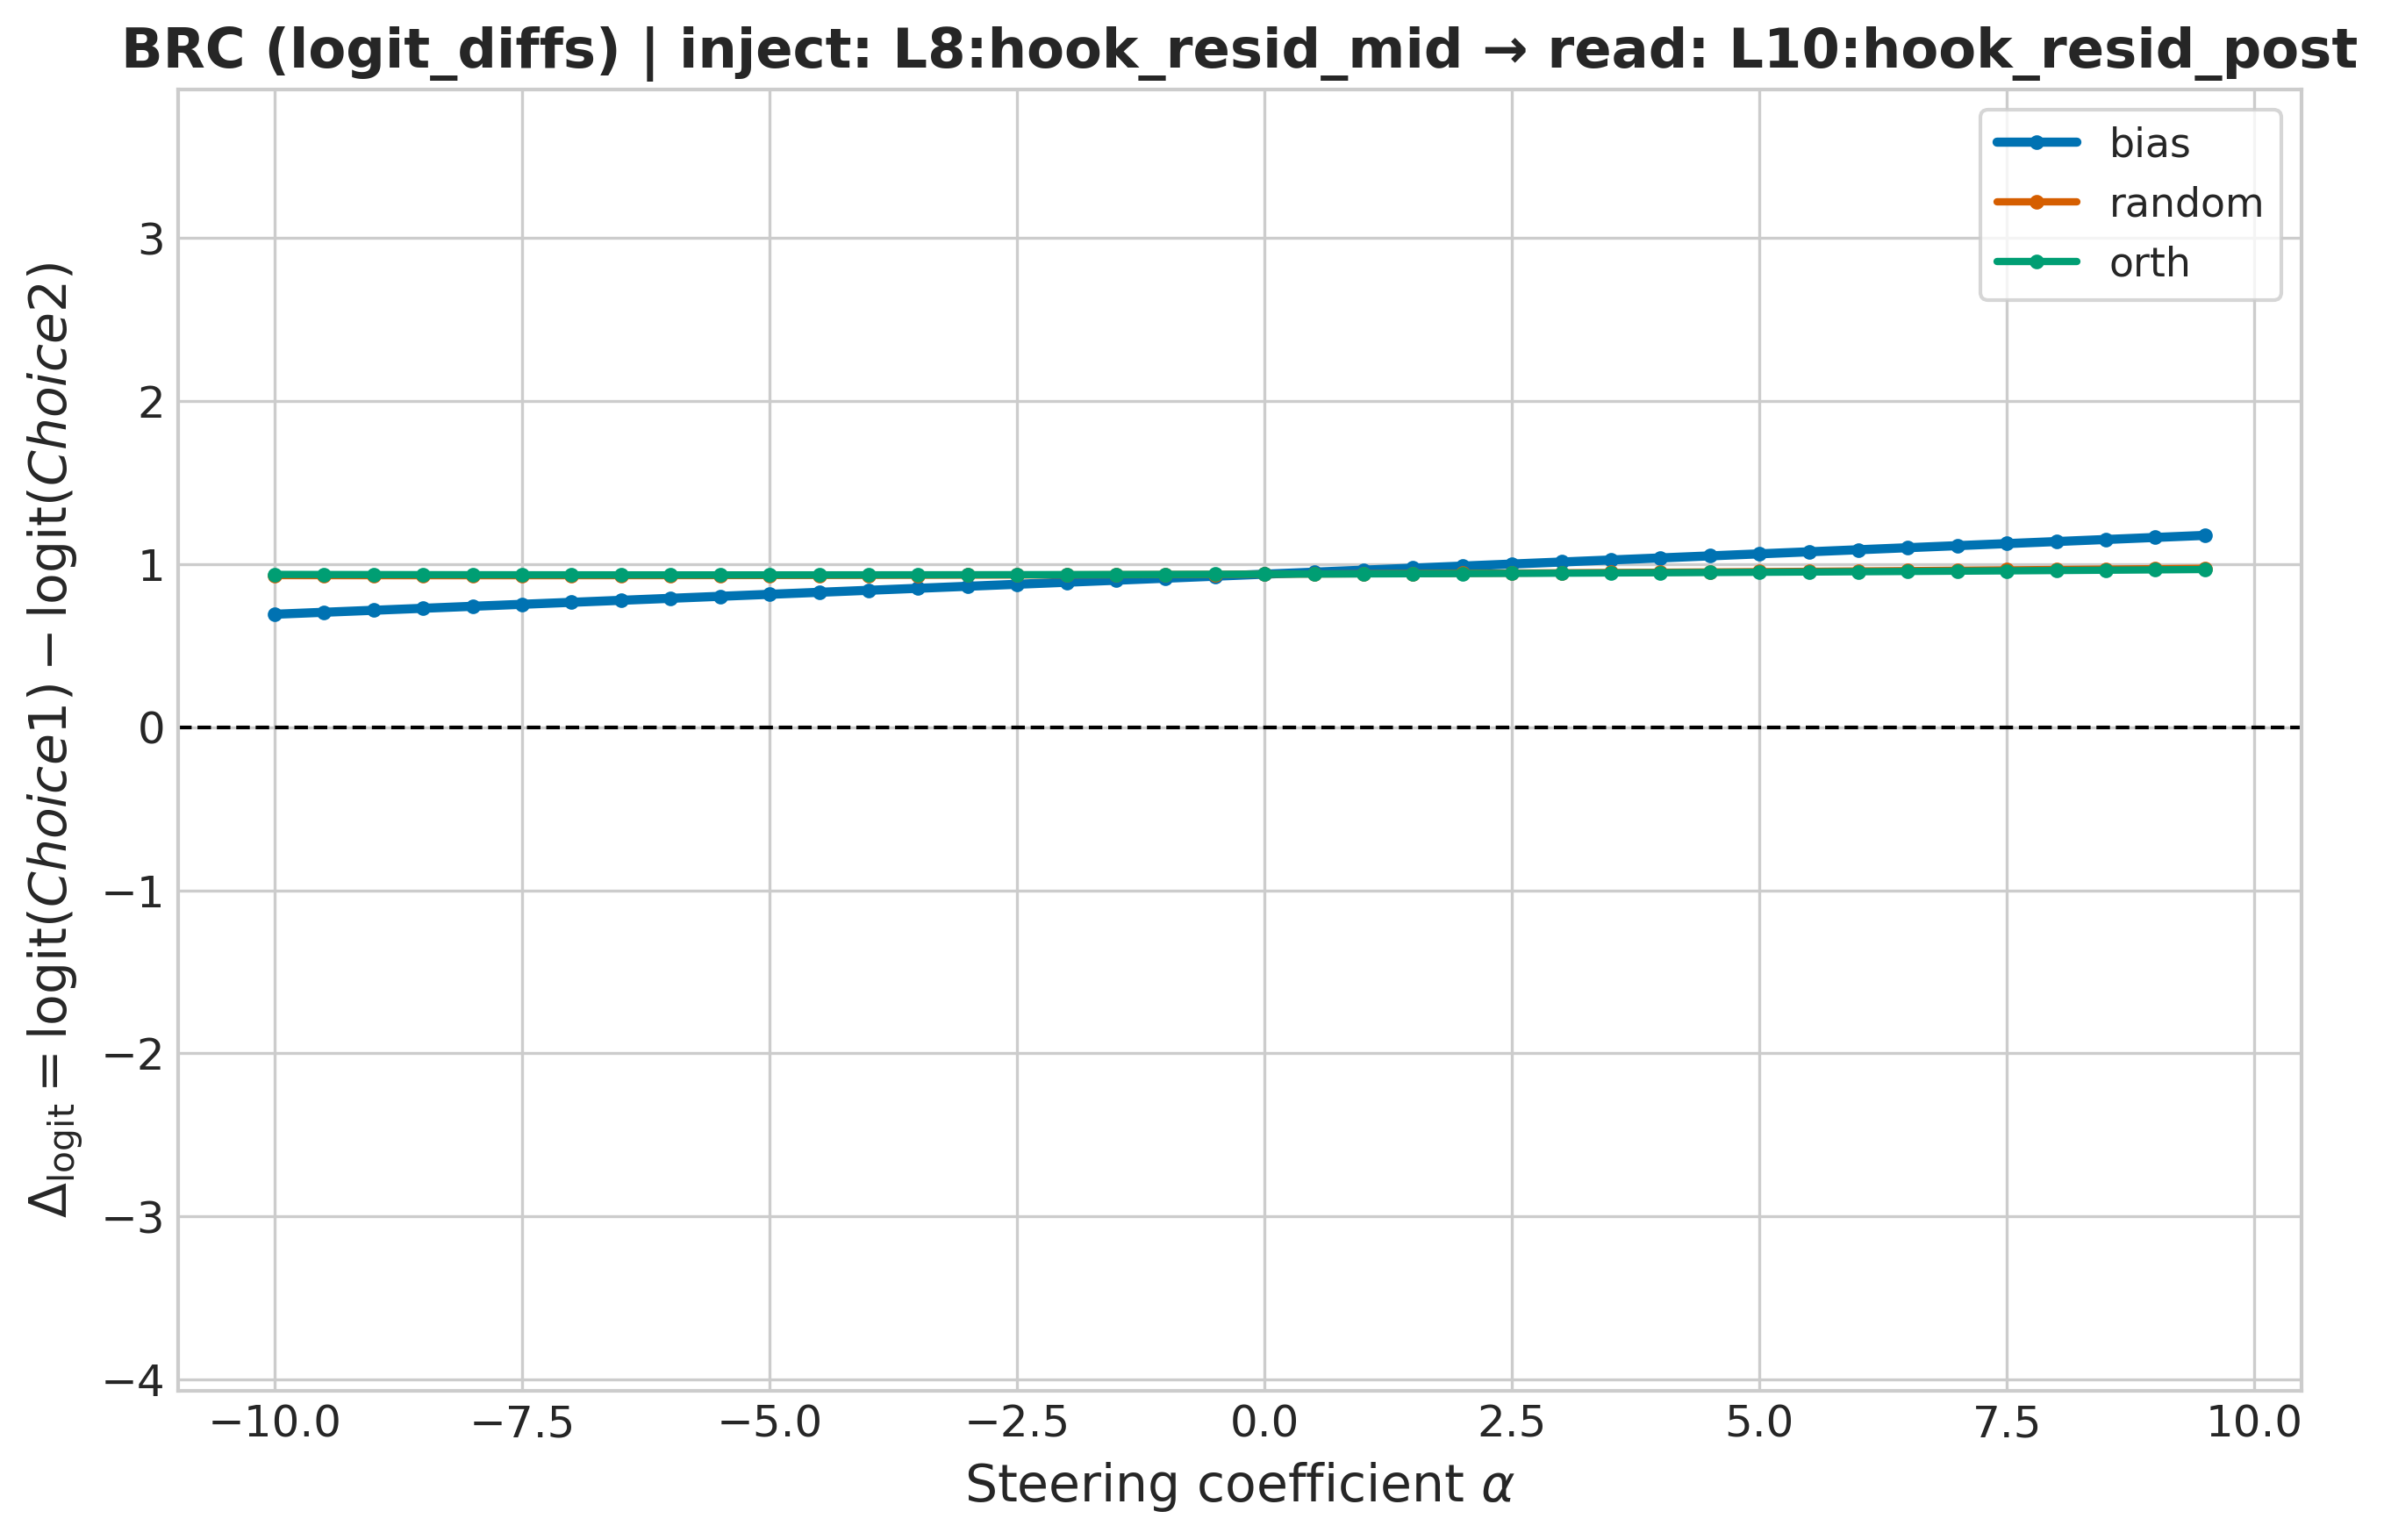 BRC (logit_diffs) | inject: L8:hook_resid_mid → read: L10:hook_resid_post
Δlogit = logit(Choice1) − logit(Choice2)
3
2
1
0
−1
−2
−3
−4
bias
random
orth
−10.0 −7.5 −5.0 −2.5 0.0 2.5 5.0 7.5 10.0
Steering coefficient α